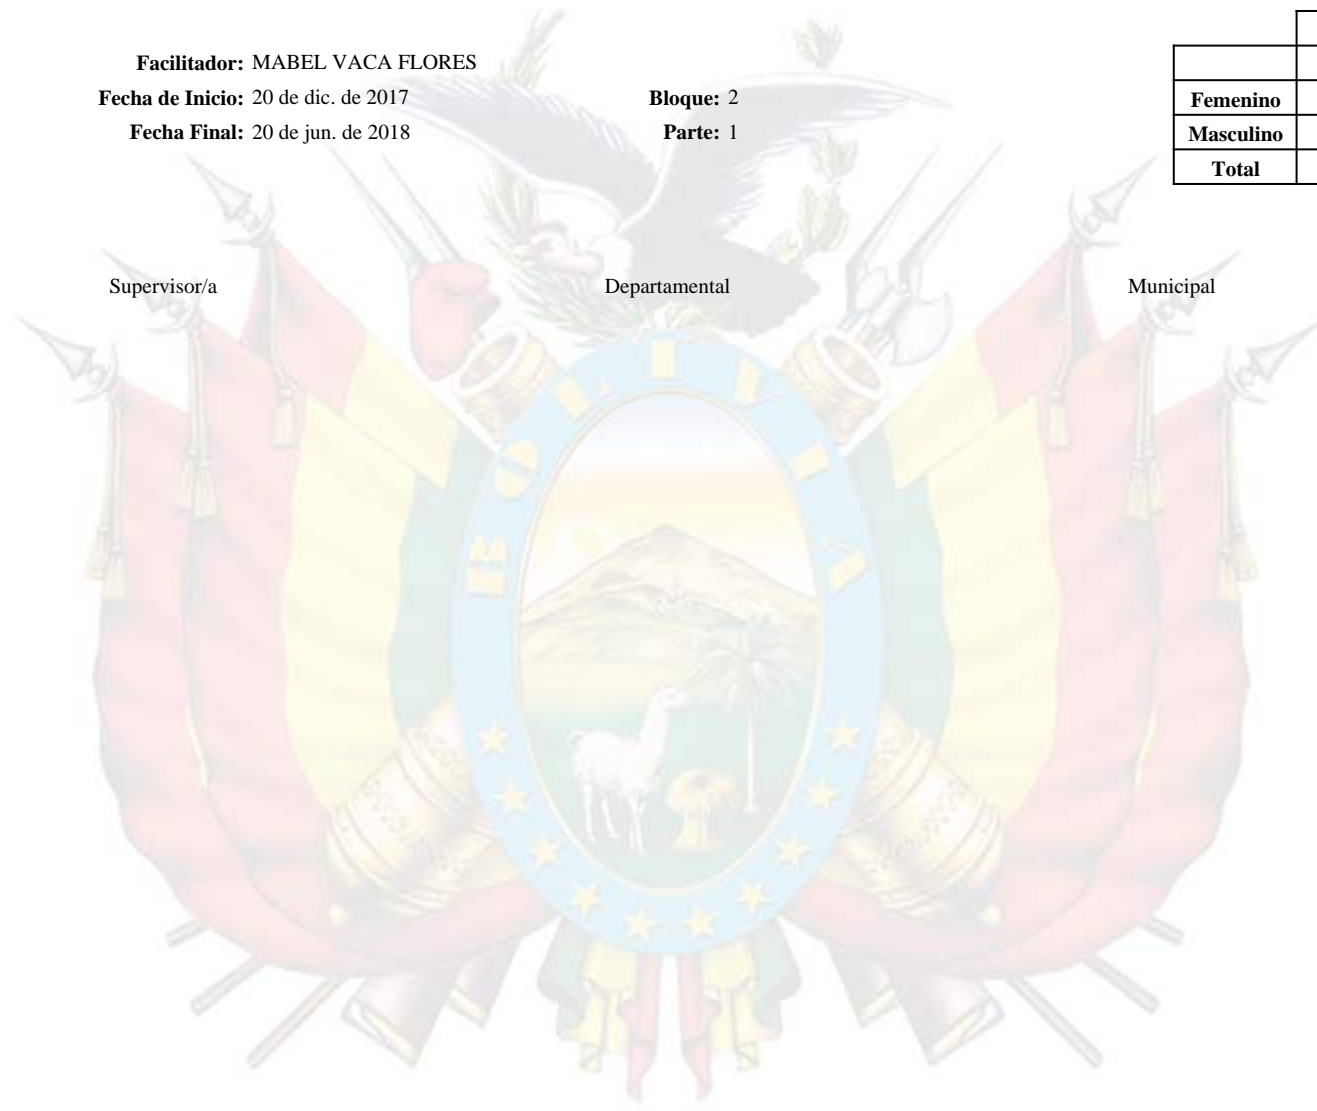 Facilitador: MABEL VACA FLORES
Fecha de Inicio: 20 de dic. de 2017 Bloque: 2
Fecha Final: 20 de jun. de 2018 Parte: 1
Femenino
Masculino
Total
Supervisor/a Departamental Municipal
BOLIVIA